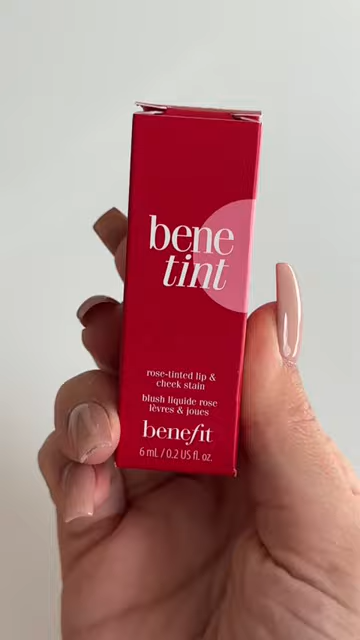 bene
tint
rose-tinted lip &
cheek stain
blush liquide rose
lèvres & joues
benefit
6 mL / 0.2 US fl. oz.